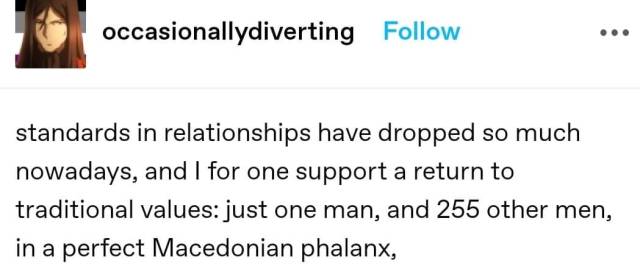 occasionallydiverting Follow
standards in relationships have dropped so much
nowadays, and I for one support a return to
traditional values: just one man, and 255 other men,
in a perfect Macedonian phalanx,